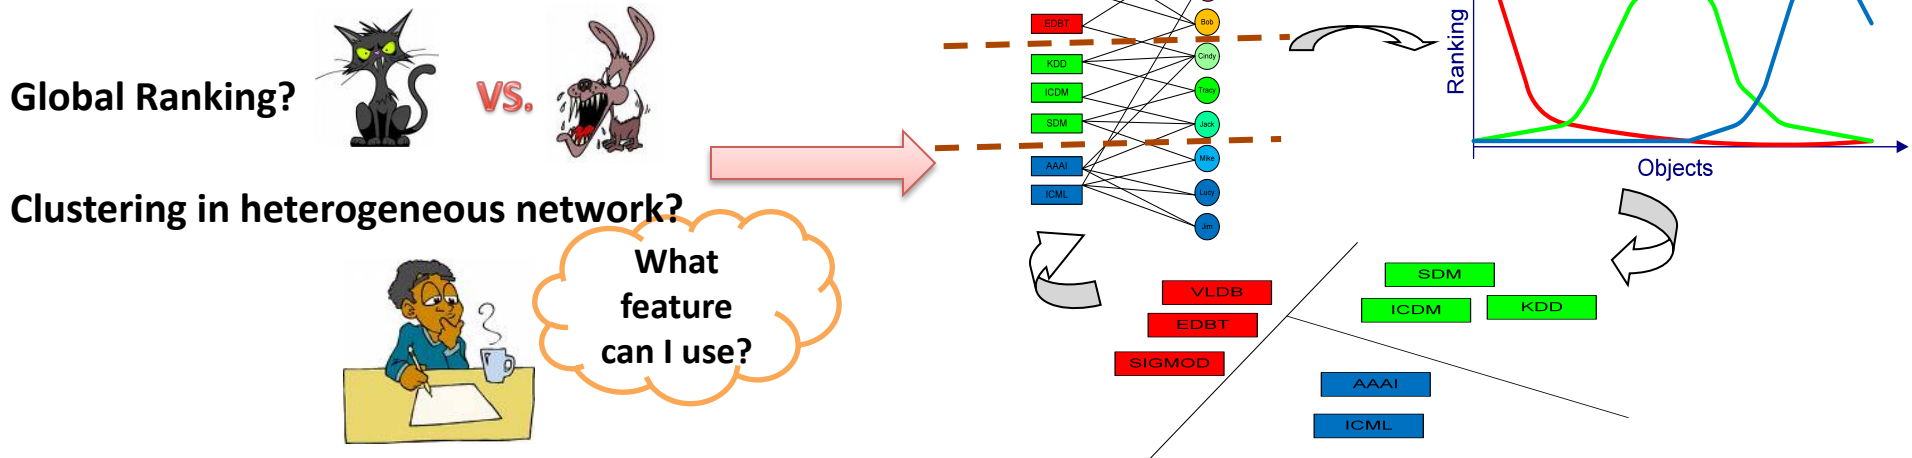 Global Ranking?
VS.
Clustering in heterogeneous network?
What
feature
can I use?
EDBT
KDD
ICDM
SDM
AAAI
ICML
Bob
Cindy
Tracy
Jack
Mike
Lucy
Jim
Ranking
Objects
VLDB
EDBT
SIGMOD
SDM
ICDM
KDD
AAAI
ICML